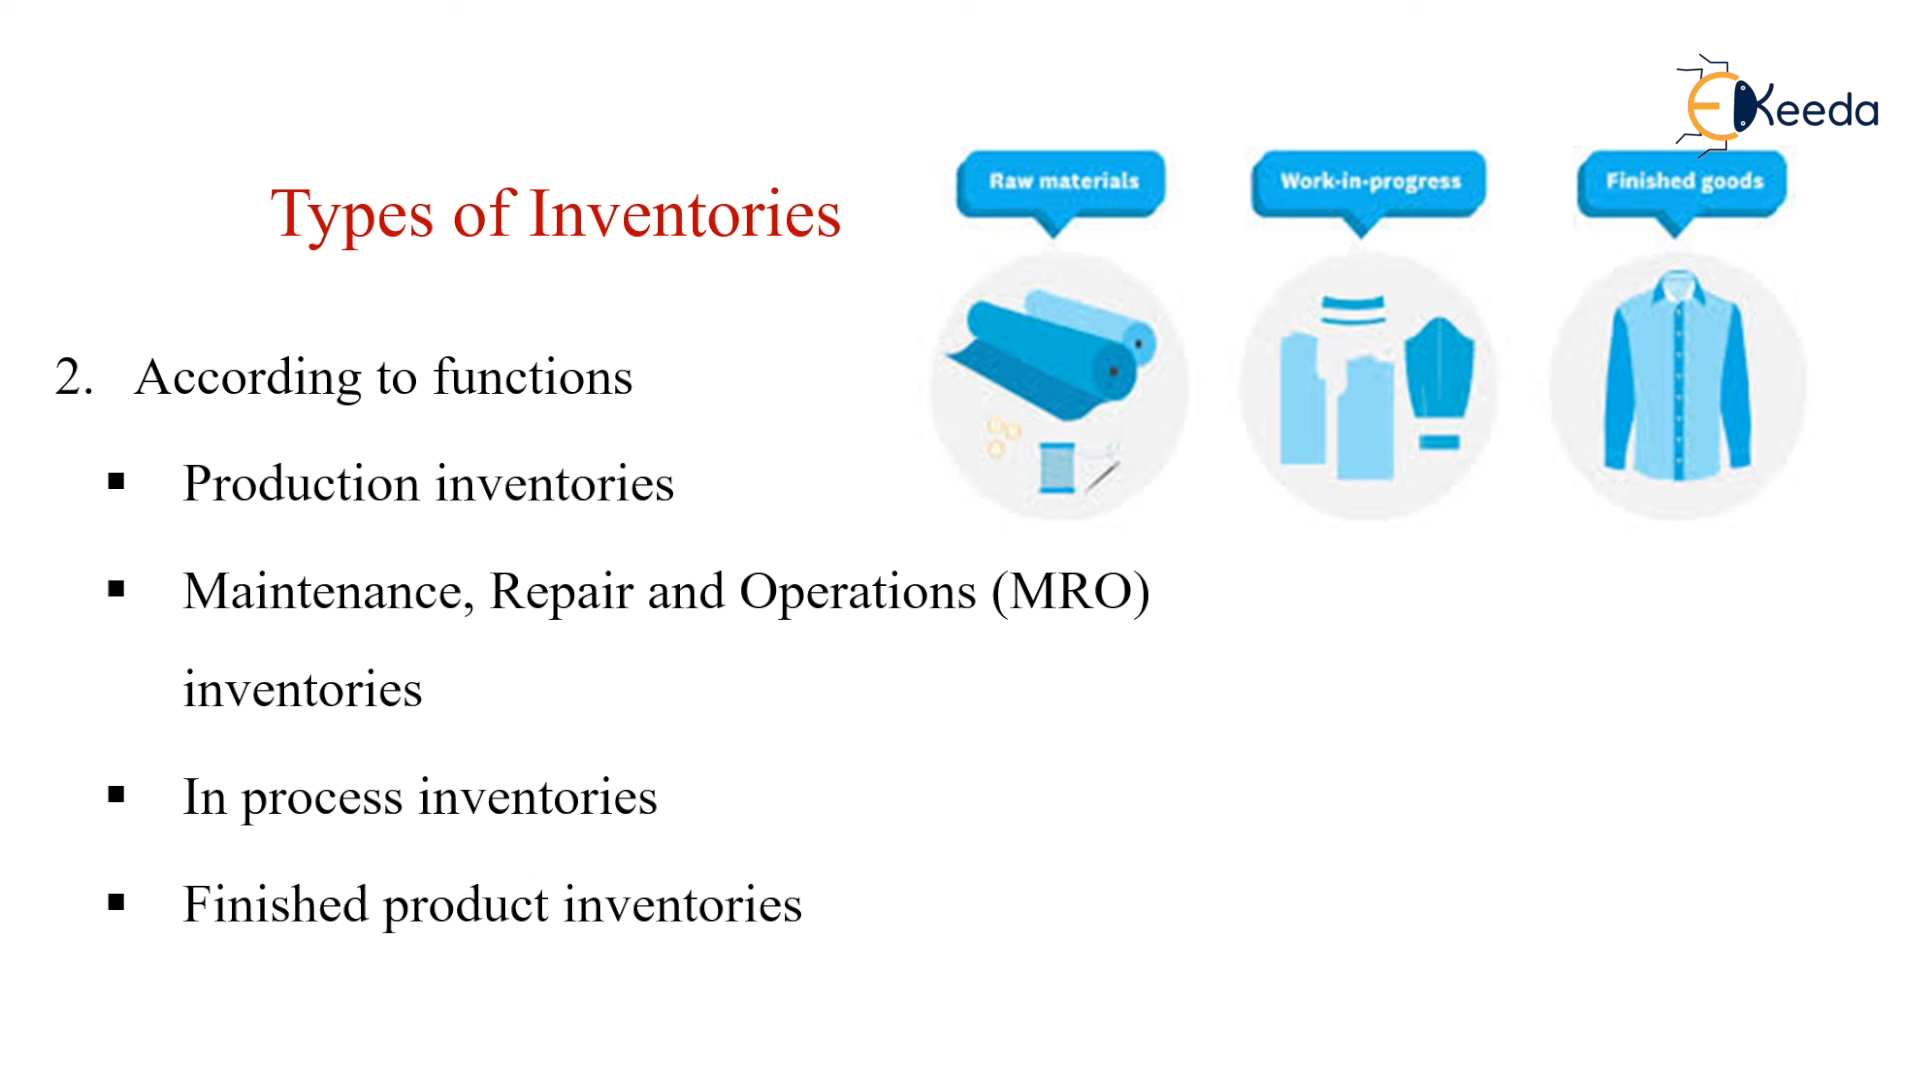 EKeeda
Raw materials
Work-in-progress
Finished goods
Types of Inventories
2. According to functions
▪ Production inventories
▪ Maintenance, Repair and Operations (MRO)
inventories
▪ In process inventories
▪ Finished product inventories